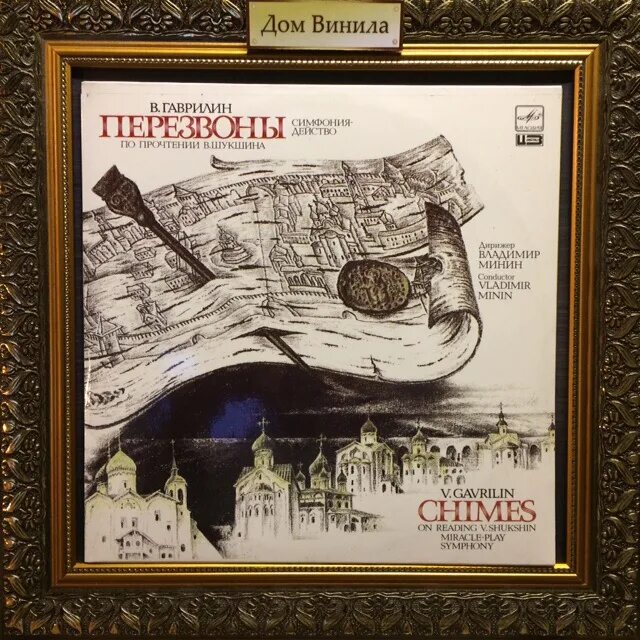 Дом Винила
В. ГАВРИЛИН
ПЕРЕЗВОНЫ
СИМФОНИЯ-
ДЕЙСТВО
ПО ПРОЧТЕНИИ В. ШУКШИНА
МЕЛОДИЯ
Дирижер
ВЛАДИМИР
МИНИН
Conductor
VLADIMIR
MININ
V. GAVRILIN
CHIMES
ON READING V. SHUKSHIN
MIRACLE-PLAY
SYMPHONY